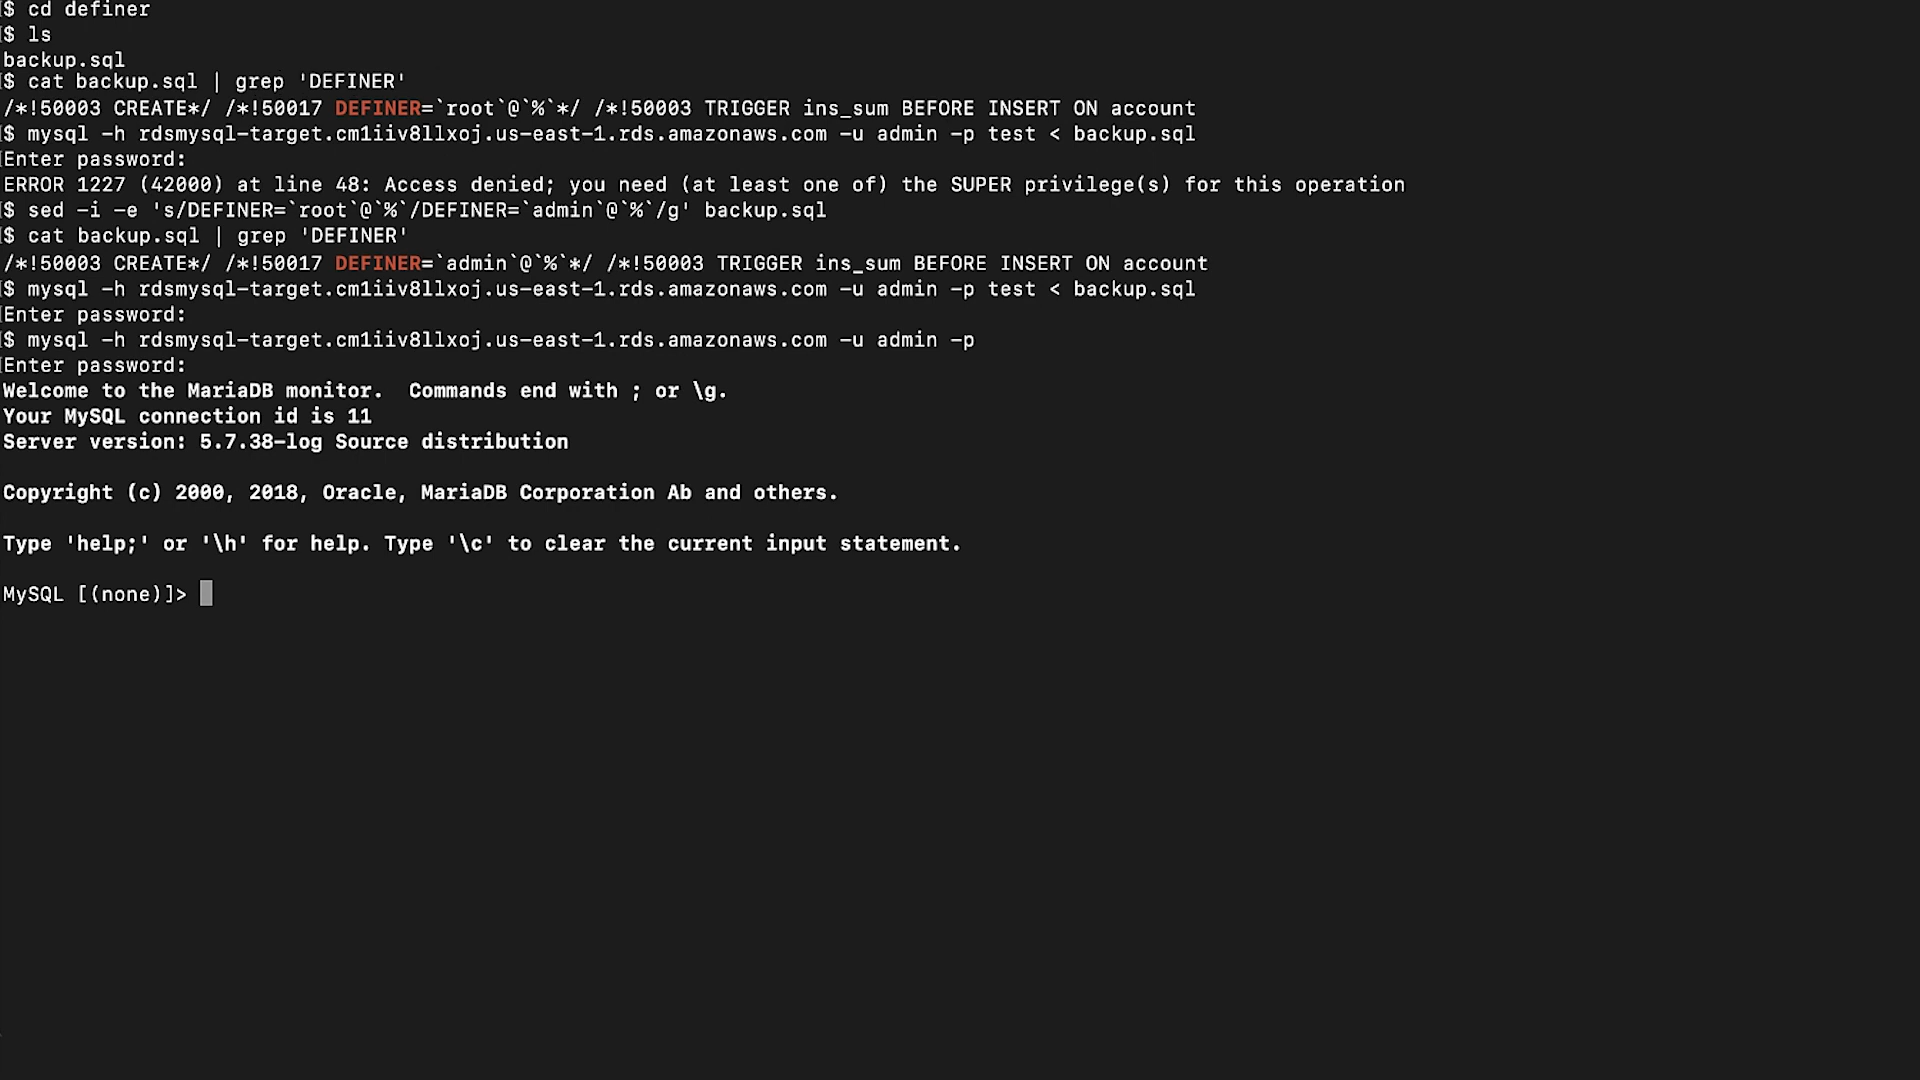 $ cd definer
$ ls
backup.sql
$ cat backup.sql | grep 'DEFINER'
/*!50003 CREATE*/ /*!50017 DEFINER=`root`@`%`*/ /*!50003 TRIGGER ins_sum BEFORE INSERT ON account
$ mysql -h rdsmysql-target.cm1iiv8llxoj.us-east-1.rds.amazonaws.com -u admin -p test < backup.sql
Enter password:
ERROR 1227 (42000) at line 48: Access denied; you need (at least one of) the SUPER privilege(s) for this operation
$ sed -i -e 's/DEFINER=`root`@`%`/DEFINER=`admin`@`%`/g' backup.sql
$ cat backup.sql | grep 'DEFINER'
/*!50003 CREATE*/ /*!50017 DEFINER=`admin`@`%`*/ /*!50003 TRIGGER ins_sum BEFORE INSERT ON account
$ mysql -h rdsmysql-target.cm1iiv8llxoj.us-east-1.rds.amazonaws.com -u admin -p test < backup.sql
Enter password:
$ mysql -h rdsmysql-target.cm1iiv8llxoj.us-east-1.rds.amazonaws.com -u admin -p
Enter password:
Welcome to the MariaDB monitor.  Commands end with ; or \g.
Your MySQL connection id is 11
Server version: 5.7.38-log Source distribution
Copyright (c) 2000, 2018, Oracle, MariaDB Corporation Ab and others.
Type 'help;' or '\h' for help. Type '\c' to clear the current input statement.
MySQL [(none)]>